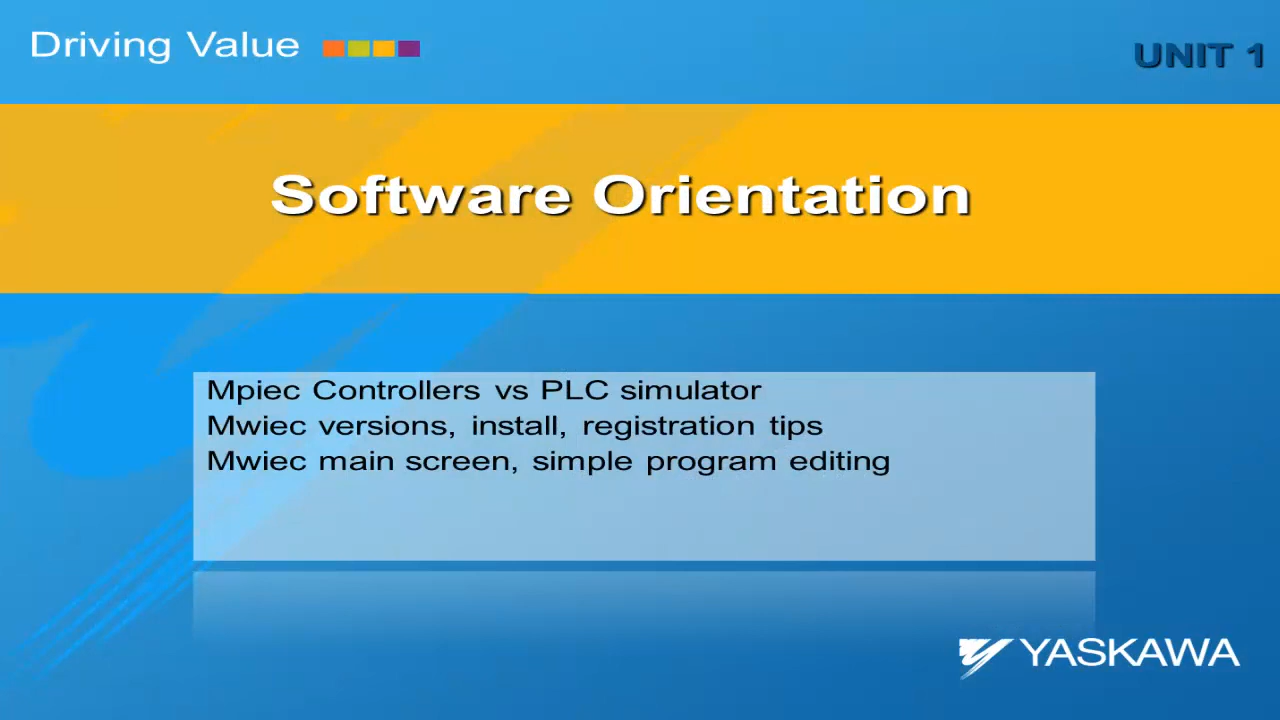 Driving Value
UNIT 1
Software Orientation
Mpiec Controllers vs PLC simulator
Mwiec versions, install, registration tips
Mwiec main screen, simple program editing
YASKAWA